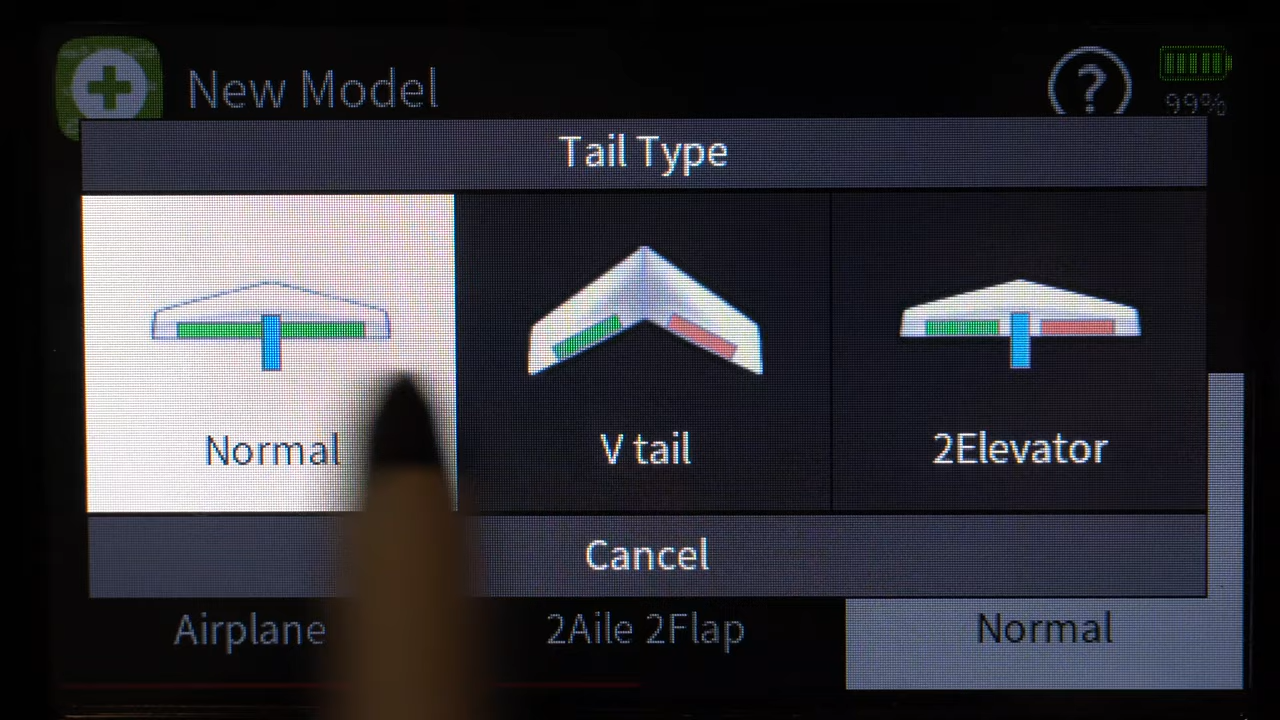 New Model
?
99%
Tail Type
Normal
V tail
2Elevator
Cancel
Airplane
2Aile 2Flap
Normal